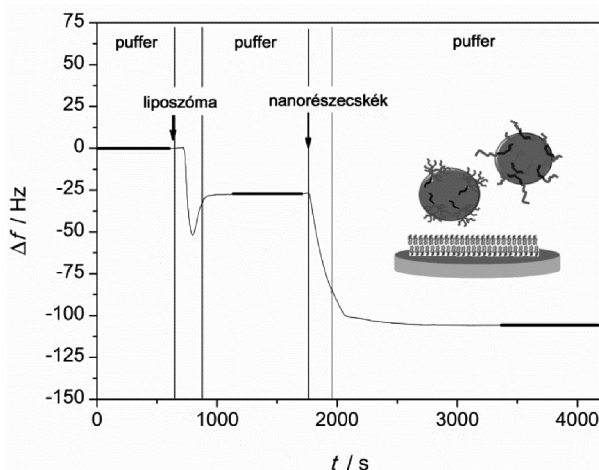 75
50
25
0
-25
-50
-75
-100
-125
-150
puffer
puffer
puffer
liposzóma
nanorészecskék
Δf / Hz
0
1000
2000
3000
4000
t / s